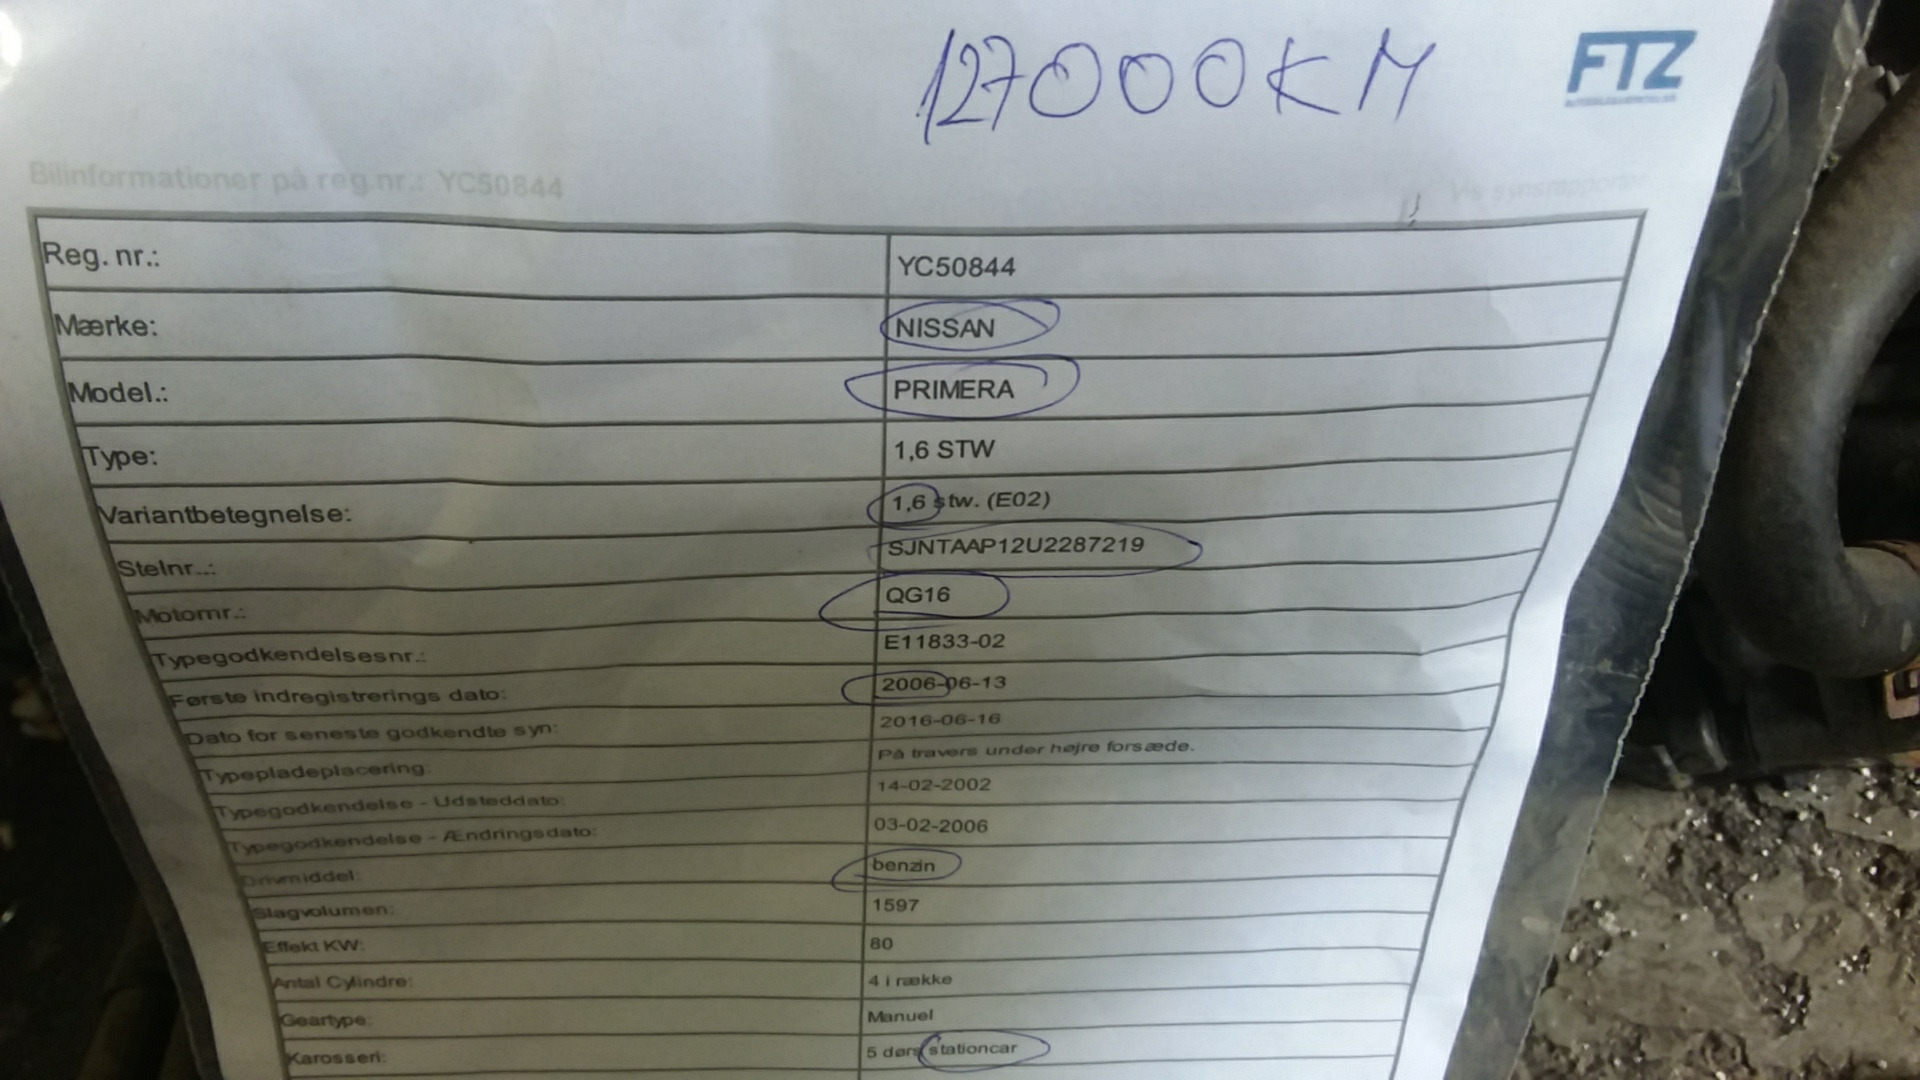 127000KM
FTZ
Bilinformationer på reg.nr.: YC50844
Vis synsrapporter
Reg. nr.: YC50844
Mærke: NISSAN
Model.: PRIMERA
Type: 1,6 STW
Variantbetegnelse: 1,6 stw. (E02)
Stelnr..: SJNTAAP12U2287219
Motornr.: QG16
Typegodkendelsesnr.: E11833-02
Første indregistrerings dato: 2006-06-13
Dato for seneste godkendte syn: 2016-06-16
Typepladeplacering: På travers under højre forsæde.
Typegodkendelse - Udsteddato: 14-02-2002
Typegodkendelse - Ændringsdato: 03-02-2006
Drivmiddel: benzin
Slagvolumen: 1597
Effekt KW: 80
Antal Cylindre: 4 i række
Geartype: Manuel
Karosseri: 5 dørs stationcar